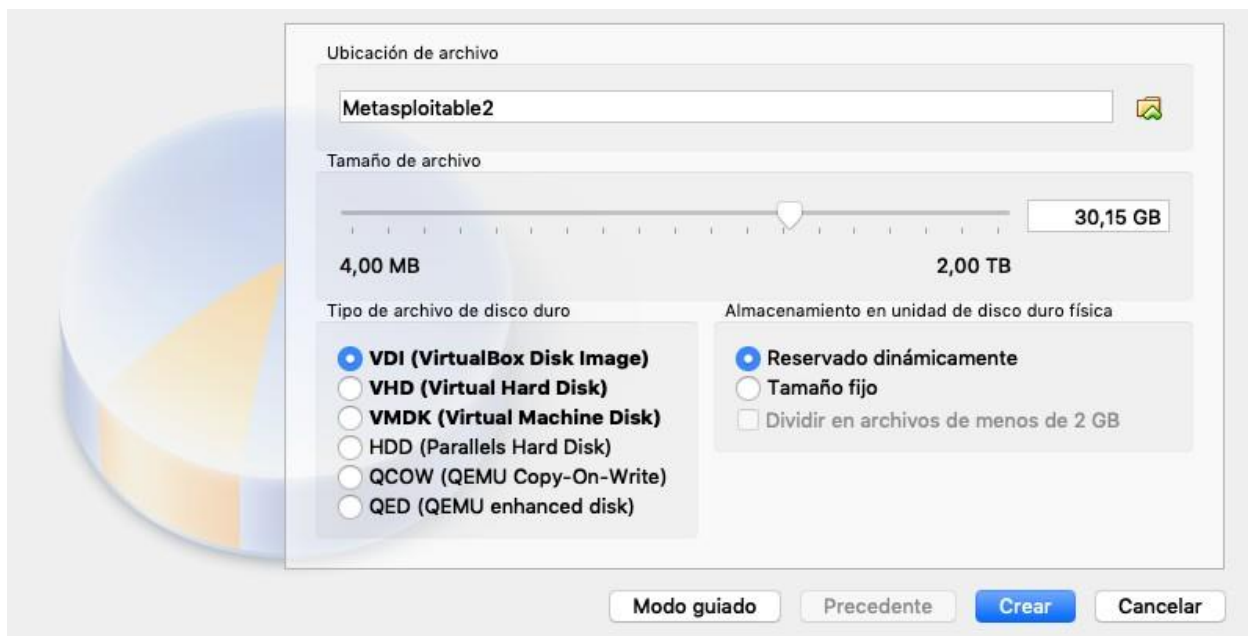 Ubicación de archivo
Metasploitable2
Tamaño de archivo
30,15 GB
4,00 MB
2,00 TB
Tipo de archivo de disco duro
VDI (VirtualBox Disk Image)
VHD (Virtual Hard Disk)
VMDK (Virtual Machine Disk)
HDD (Parallels Hard Disk)
QCOW (QEMU Copy-On-Write)
QED (QEMU enhanced disk)
Almacenamiento en unidad de disco duro física
Reservado dinámicamente
Tamaño fijo
Dividir en archivos de menos de 2 GB
Modo guiado
Precedente
Crear
Cancelar